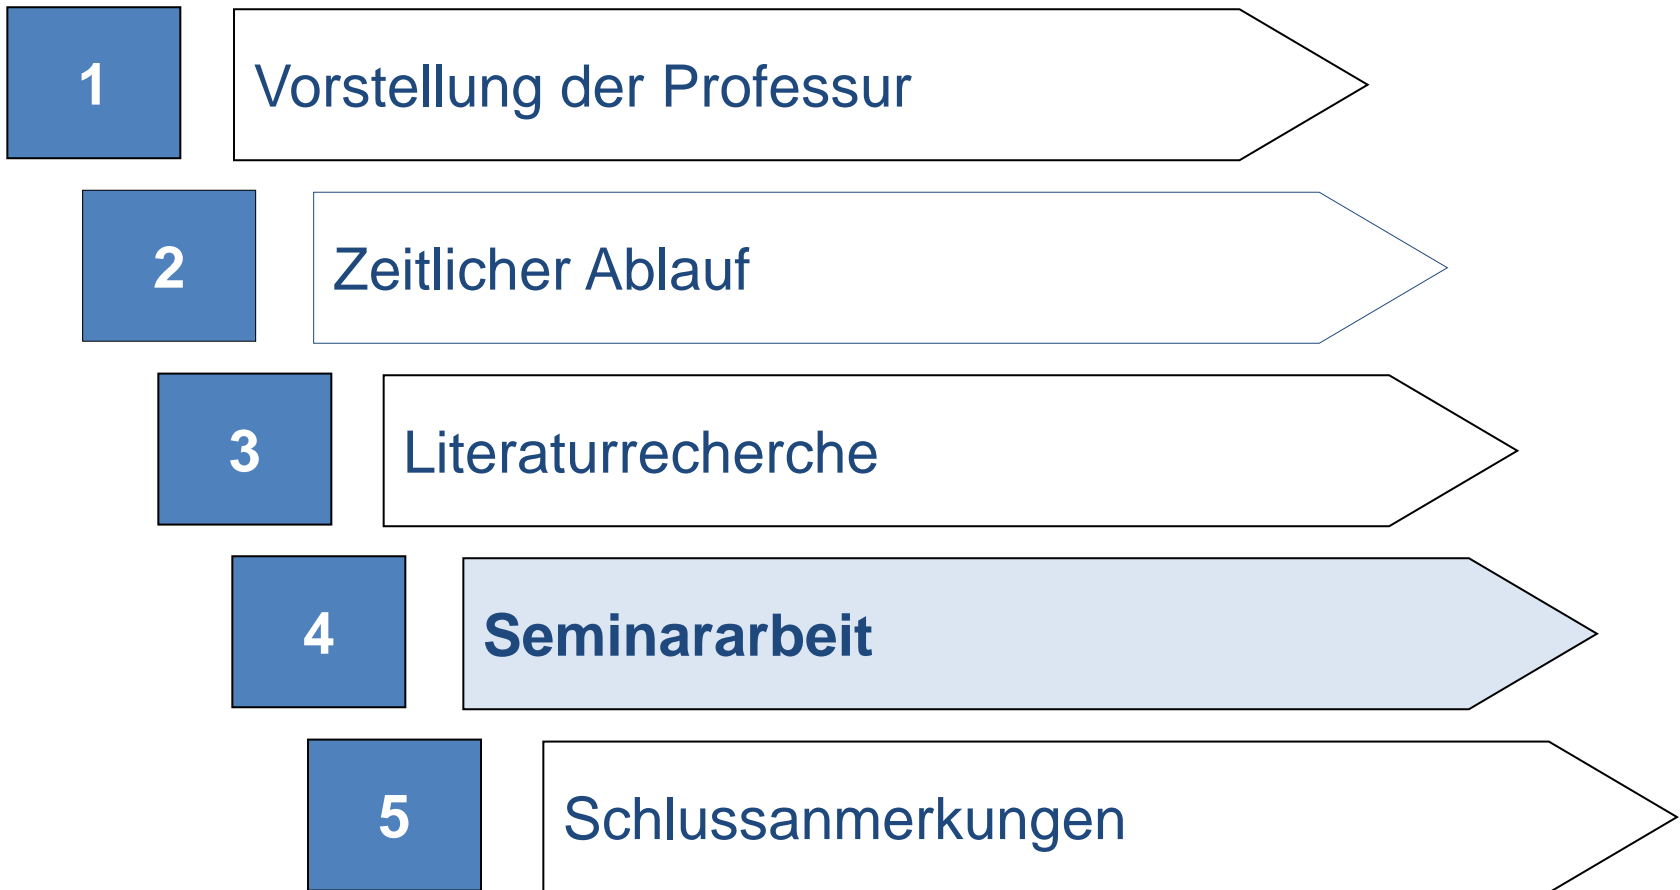 1 Vorstellung der Professur
2 Zeitlicher Ablauf
3 Literaturrecherche
4 Seminararbeit
5 Schlussanmerkungen